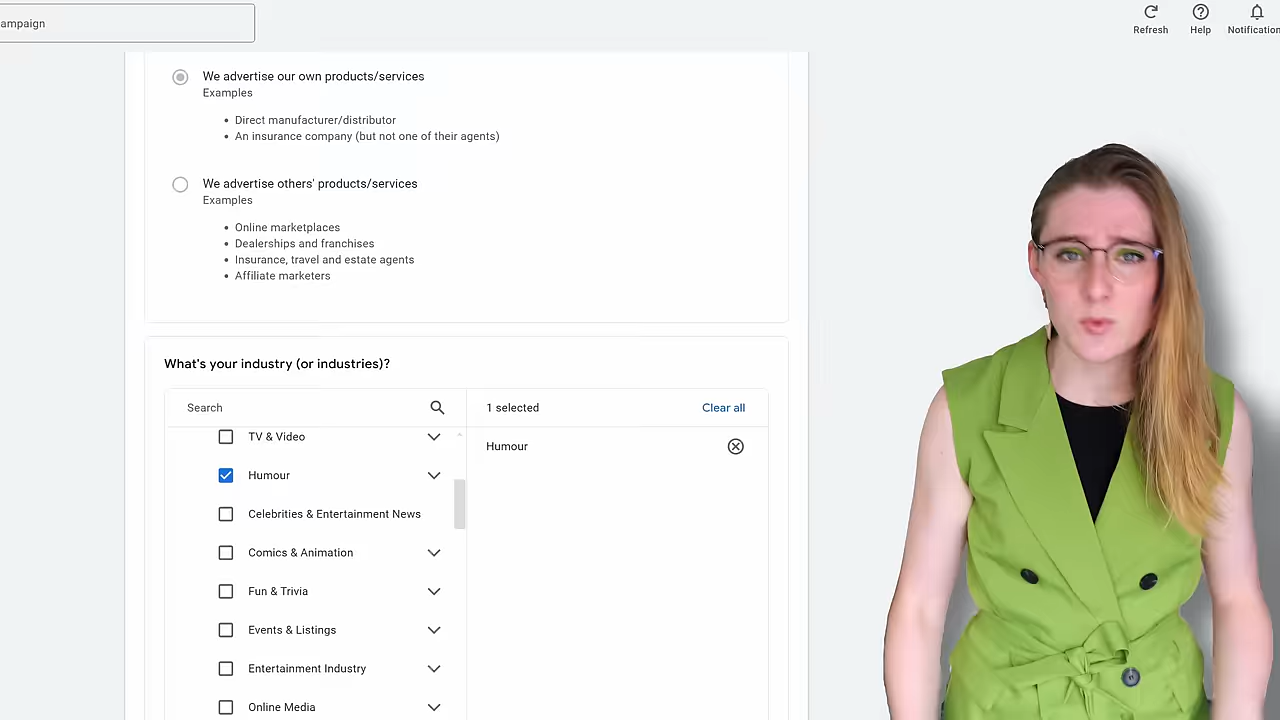 ampaign
Refresh
Help
Notification
We advertise our own products/services
Examples
• Direct manufacturer/distributor
• An insurance company (but not one of their agents)
We advertise others' products/services
Examples
• Online marketplaces
• Dealerships and franchises
• Insurance, travel and estate agents
• Affiliate marketers
What's your industry (or industries)?
Search
1 selected
Clear all
TV & Video
Humour
Humour
Celebrities & Entertainment News
Comics & Animation
Fun & Trivia
Events & Listings
Entertainment Industry
Online Media